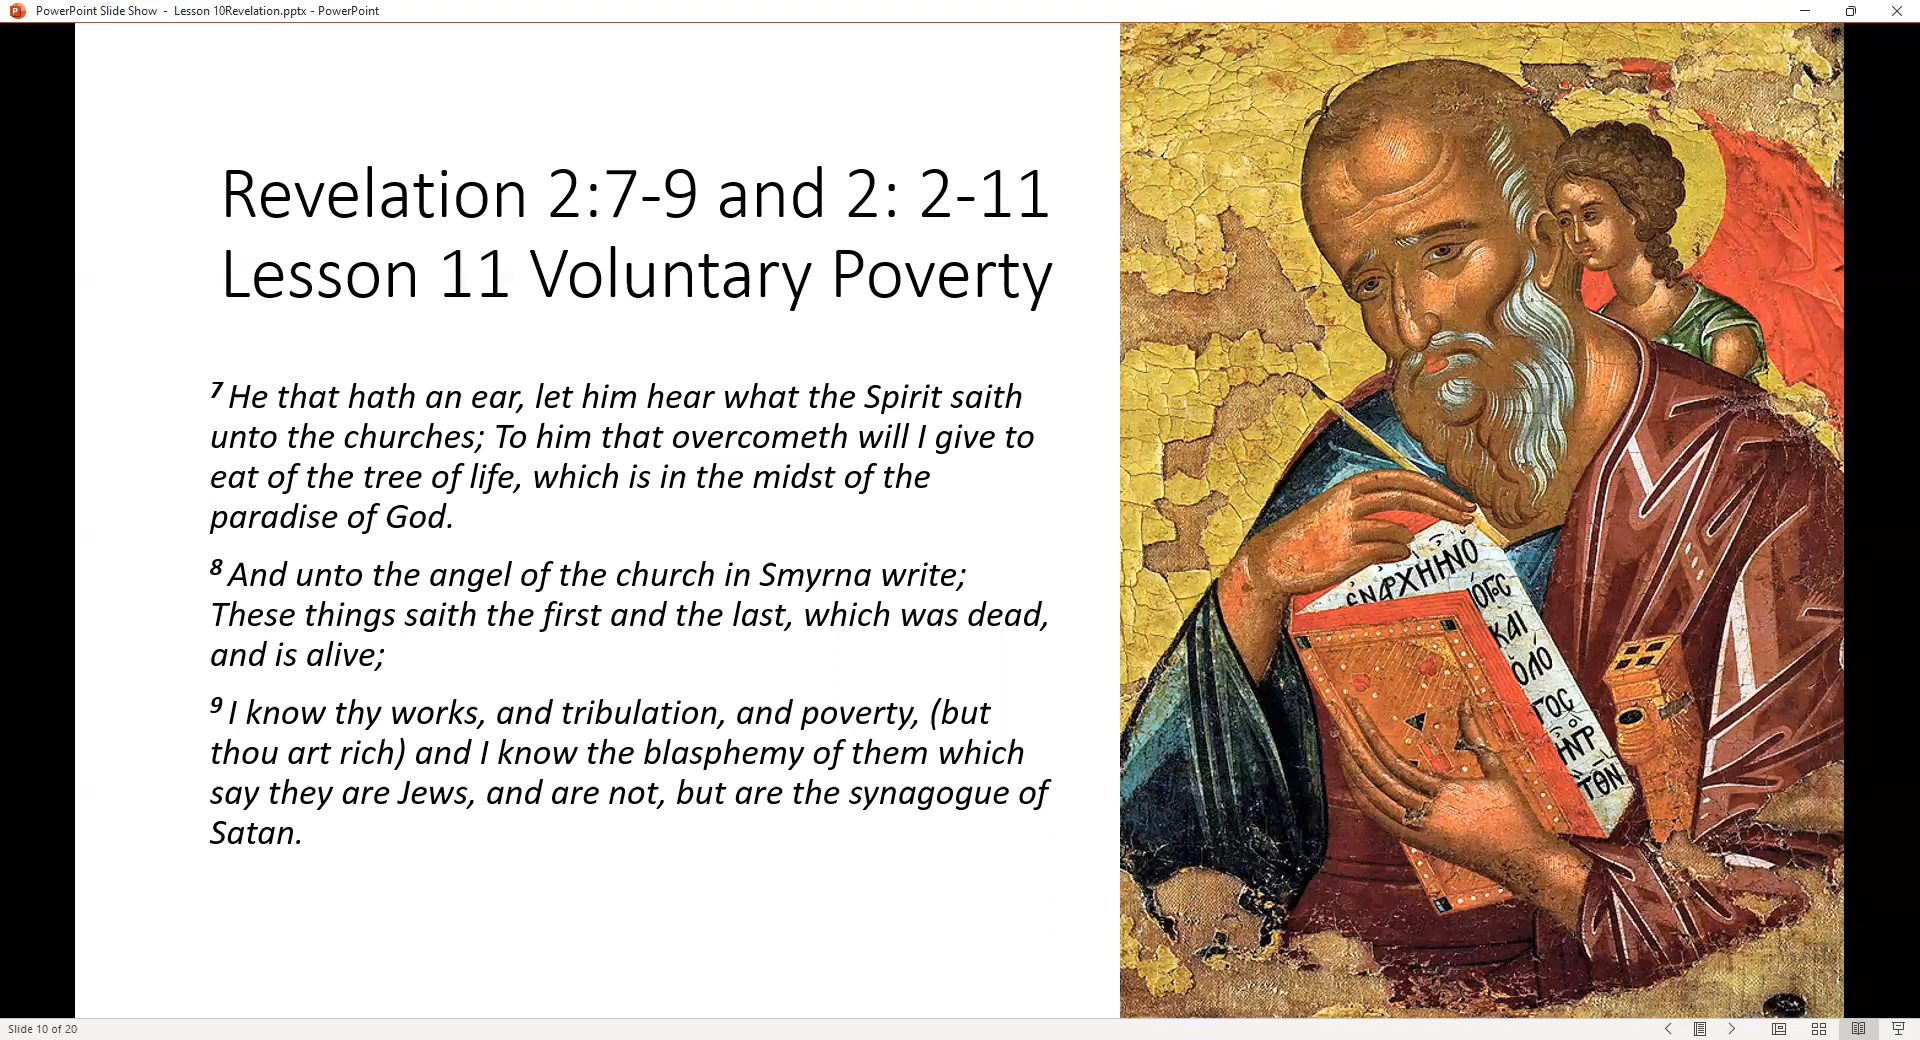 PowerPoint Slide Show - Lesson 10Revelation.pptx - PowerPoint
Revelation 2:7-9 and 2: 2-11
Lesson 11 Voluntary Poverty
7 He that hath an ear, let him hear what the Spirit saith
unto the churches; To him that overcometh will I give to
eat of the tree of life, which is in the midst of the
paradise of God.
8 And unto the angel of the church in Smyrna write;
These things saith the first and the last, which was dead,
and is alive;
9 I know thy works, and tribulation, and poverty, (but
thou art rich) and I know the blasphemy of them which
say they are Jews, and are not, but are the synagogue of
Satan.
ἐΝΑΡΧΗΗΝὉ
ΛΌΓΟC
ΚΑΙ
ὉΛΌ
ΓΟC
ΗΝΠΡ
ΤῸΝ
Slide 10 of 20